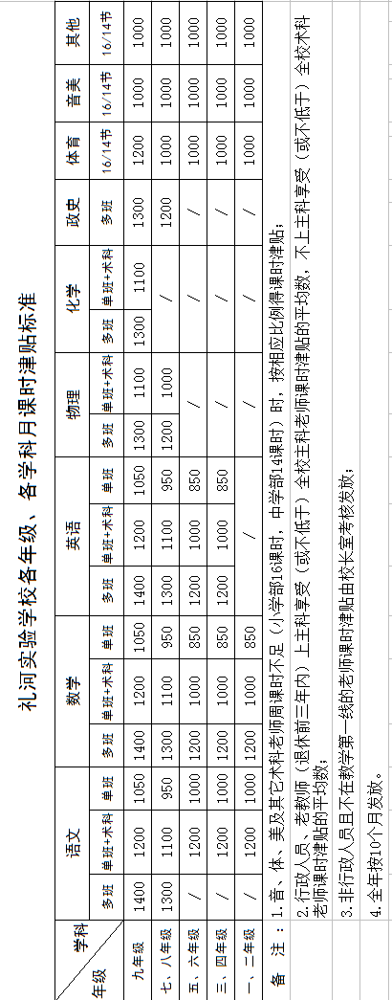 礼河实验学校各年级、各学科月课时津贴标准
学科 语文 数学 英语 物理 化学 政史 体育 音美 其他
年级 多班 单班+术科 单班 多班 单班+术科 单班 多班 单班+术科 单班 多班 单班+术科 多班 单班+术科 多班 16/14节 16/14节 16/14节
九年级 1400 1200 1050 1400 1200 1050 1400 1200 1050 1300 1100 1300 1100 1300 1200 1000 1000
七、八年级 1300 1100 950 1300 1100 950 1300 1100 950 1200 1000 / 1200 1000 1000 1000
五、六年级 / 1200 1000 1200 1000 850 1200 1000 850 / / / 1000 1000 1000
三、四年级 / 1200 1000 1200 1000 850 1200 1000 850 / / / 1000 1000 1000
一、二年级 / 1200 1000 1200 1000 850 / / / / 1000 1000 1000
备 注：1.音、体、美及其它术科老师周课时不足（小学部16课时，中学部14课时）时，按相应比例得课时津贴；
2.行政人员、老教师（退休前三年内）上主科享受（或不低于）全校主科老师课时津贴的平均数，不上主科享受（或不低于）全校术科
老师课时津贴的平均数；
3.非行政人员且不在教学第一线的老师课时津贴由校长室考核发放；
4.全年按10个月发放。